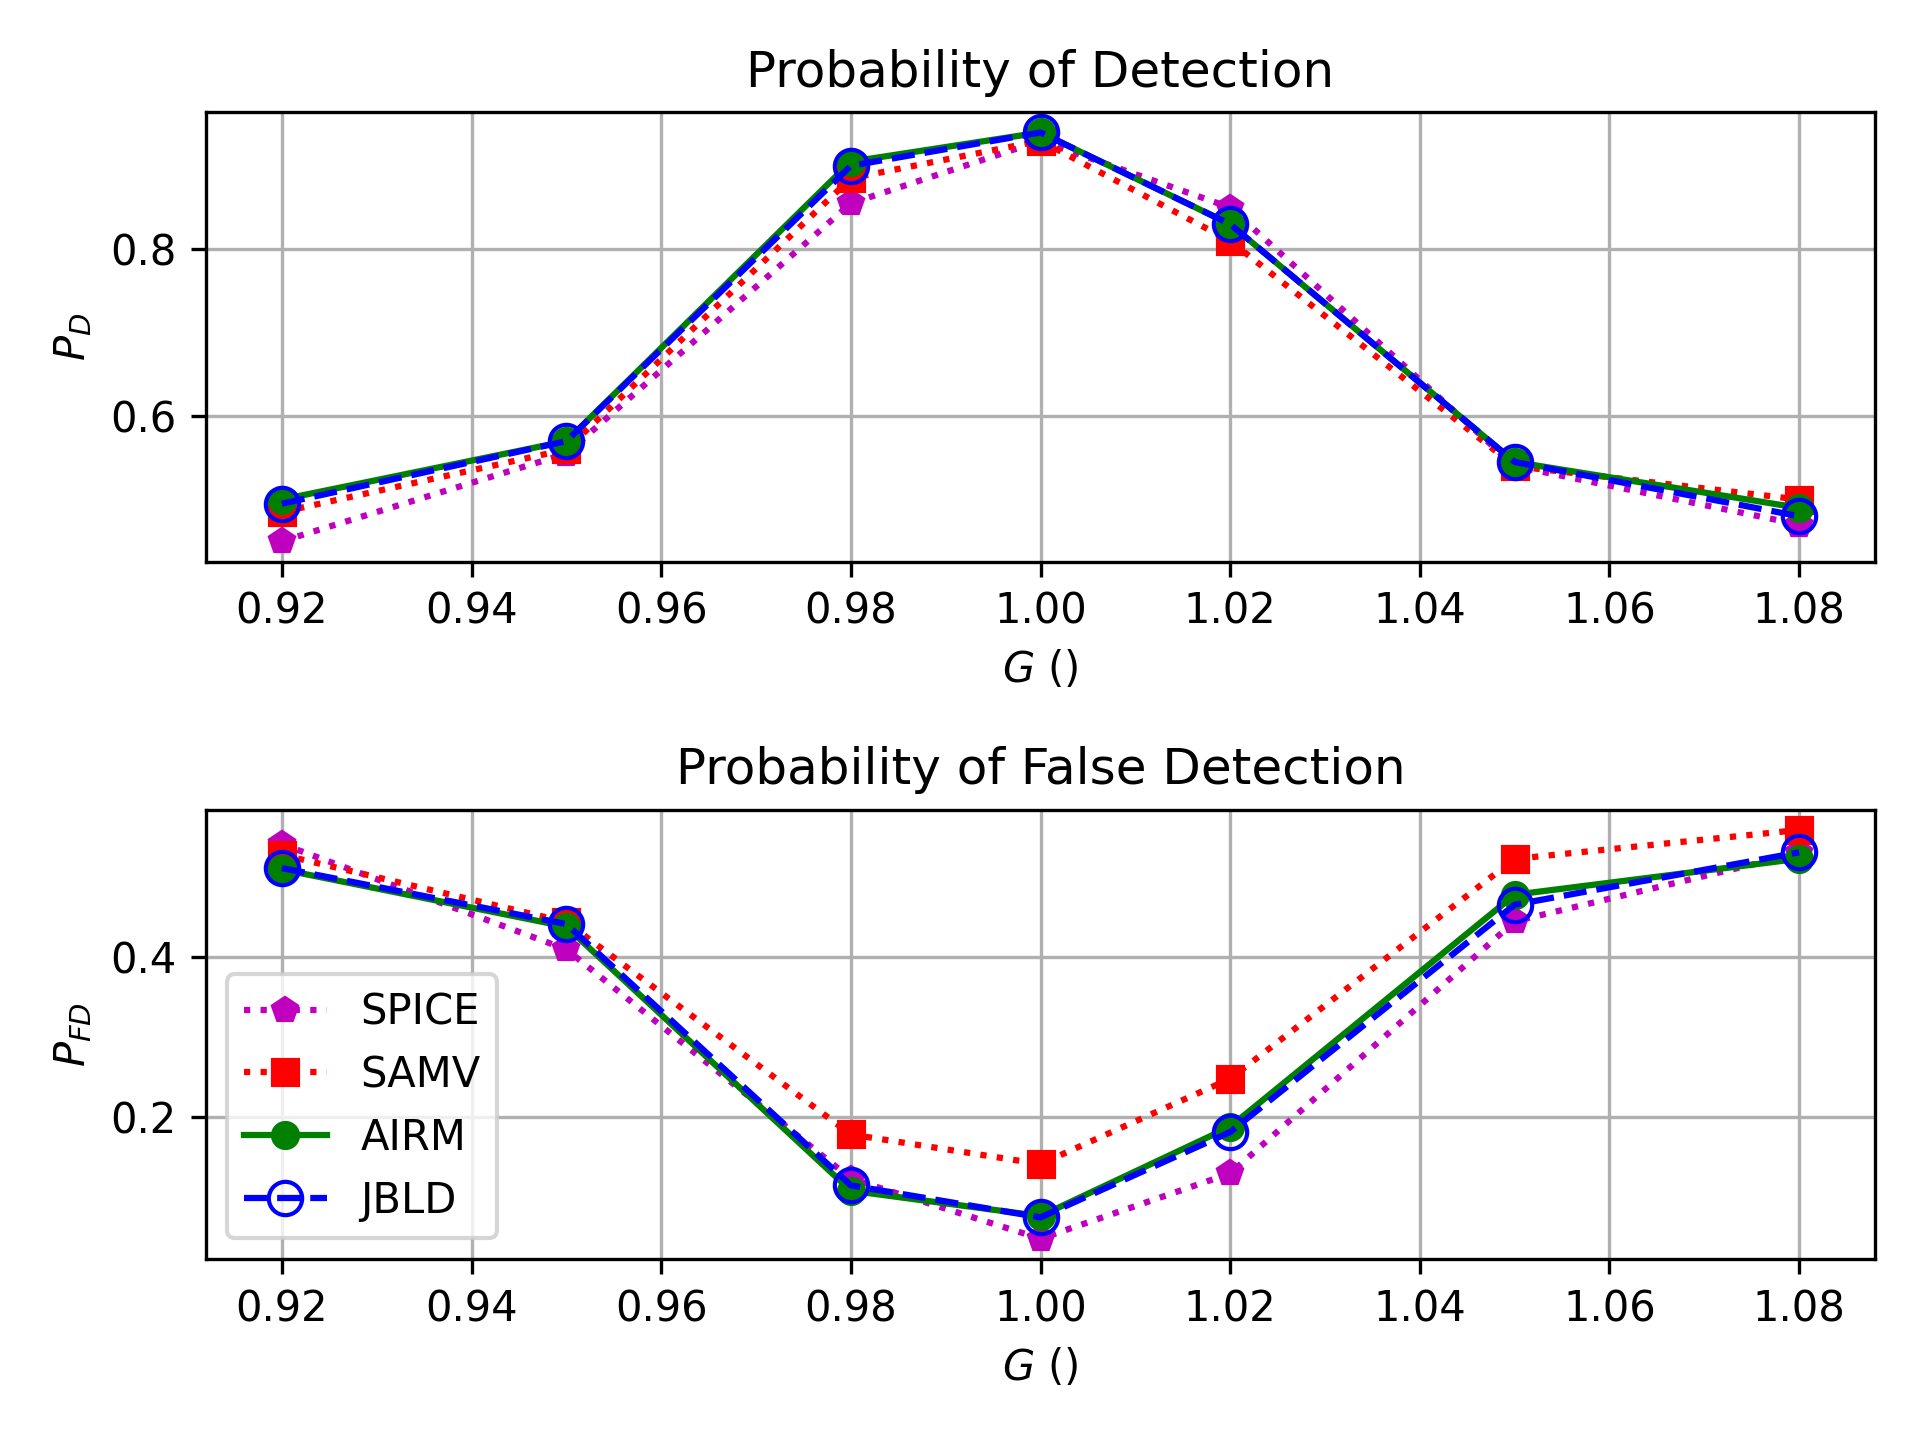 Probability of Detection
0.8
0.6
P_D
0.92 0.94 0.96 0.98 1.00 1.02 1.04 1.06 1.08
G ()
Probability of False Detection
0.4
0.2
P_FD
SPICE
SAMV
AIRM
JBLD
0.92 0.94 0.96 0.98 1.00 1.02 1.04 1.06 1.08
G ()